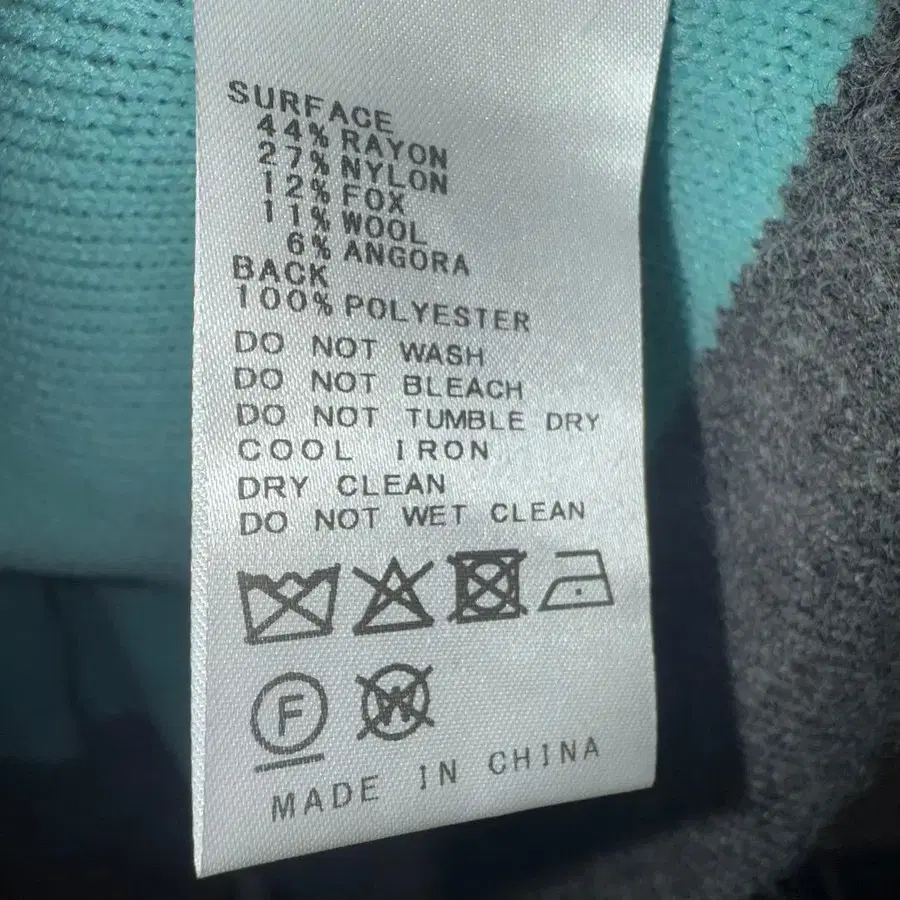 SURFACE
44% RAYON
27% NYLON
12% FOX
11% WOOL
6% ANGORA
BACK
100% POLYESTER
DO NOT WASH
DO NOT BLEACH
DO NOT TUMBLE DRY
COOL IRON
DRY CLEAN
DO NOT WET CLEAN
F W
MADE IN CHINA